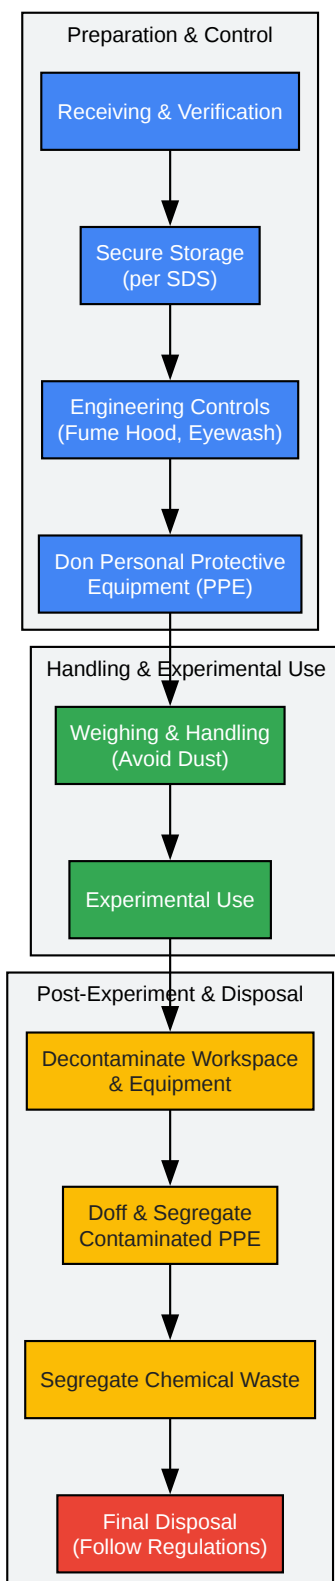 Preparation & Control
Receiving & Verification
Secure Storage
(per SDS)
Engineering Controls
(Fume Hood, Eyewash)
Don Personal Protective
Equipment (PPE)
Handling & Experimental Use
Weighing & Handling
(Avoid Dust)
Experimental Use
Post-Experiment & Disposal
Decontaminate Workspace
& Equipment
Doff & Segregate
Contaminated PPE
Segregate Chemical Waste
Final Disposal
(Follow Regulations)